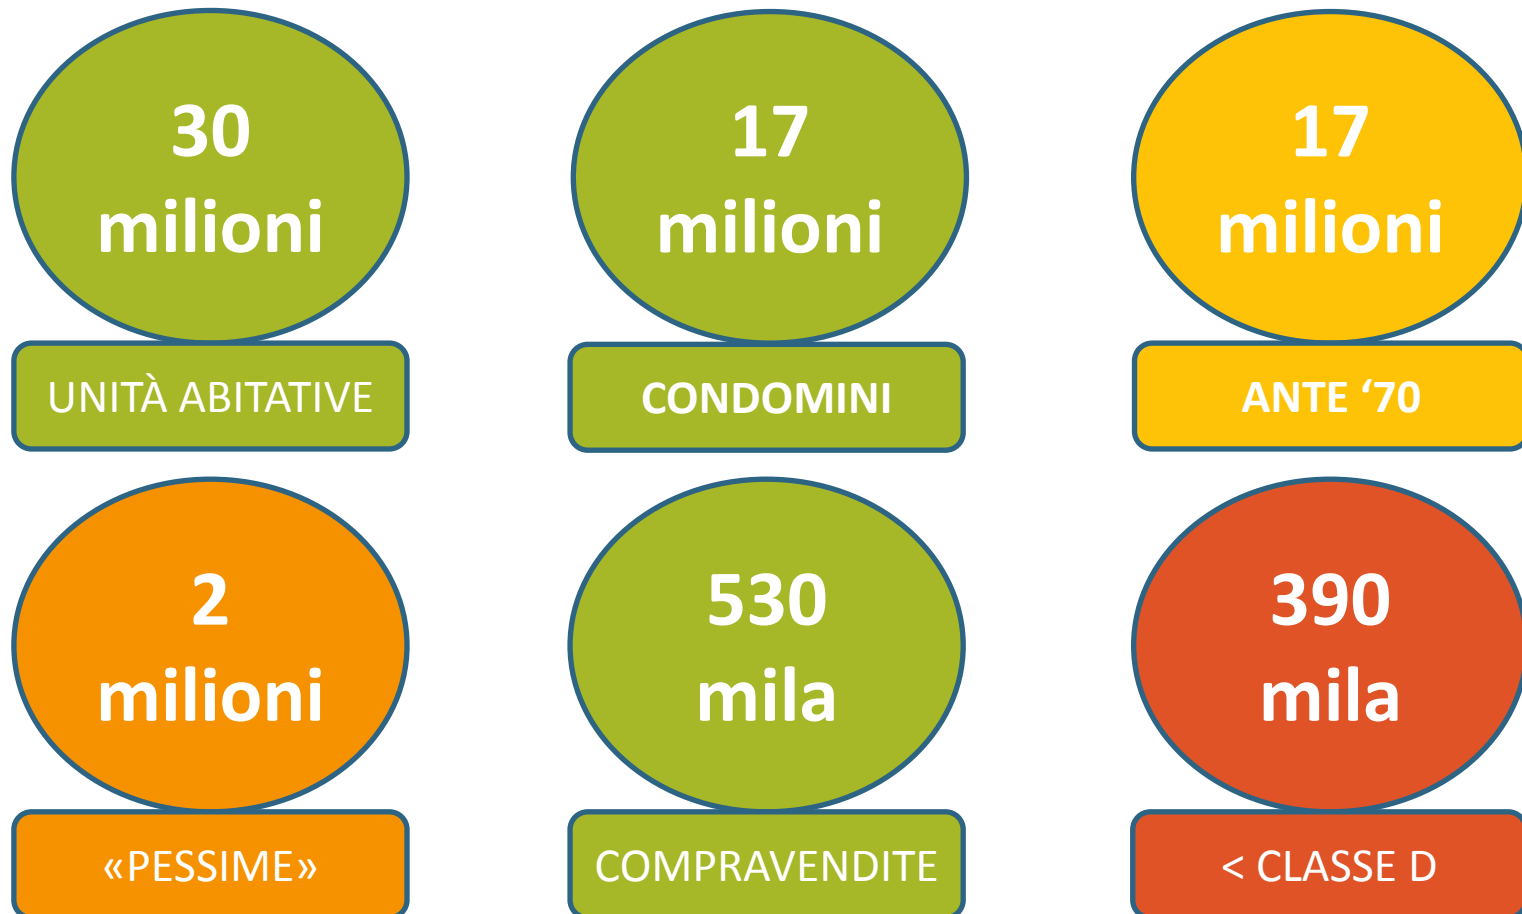 30
milioni
UNITÀ ABITATIVE
17
milioni
CONDOMINI
17
milioni
ANTE ‘70
2
milioni
«PESSIME»
530
mila
COMPRAVENDITE
390
mila
< CLASSE D